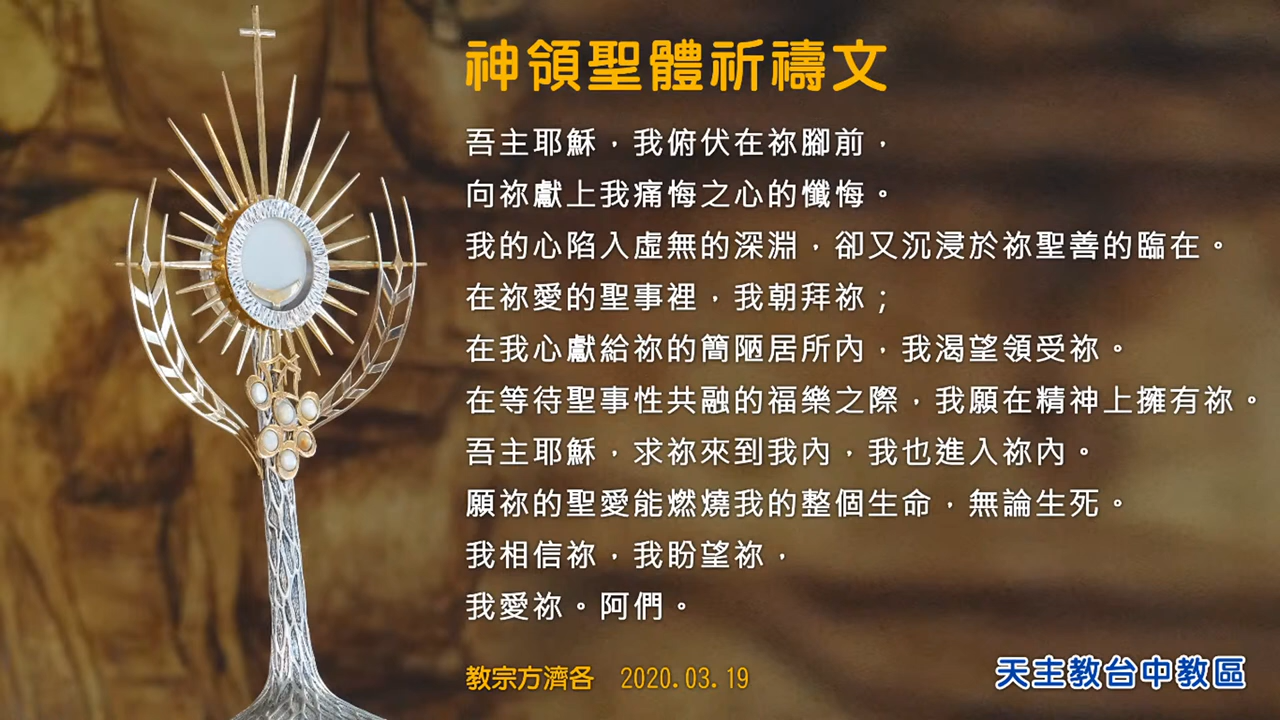 神領聖體祈禱文
吾主耶穌，我俯伏在祢腳前，
向祢獻上我痛悔之心的懺悔。
我的心陷入虛無的深淵，卻又沉浸於祢聖善的臨在。
在祢愛的聖事裡，我朝拜祢；
在我心獻給祢的簡陋居所內，我渴望領受祢。
在等待聖事性共融的福樂之際，我願在精神上擁有祢。
吾主耶穌，求祢來到我內，我也進入祢內。
願祢的聖愛能燃燒我的整個生命，無論生死。
我相信祢，我盼望祢，
我愛祢。阿們。
教宗方濟各 2020.03.19
天主教台中教區